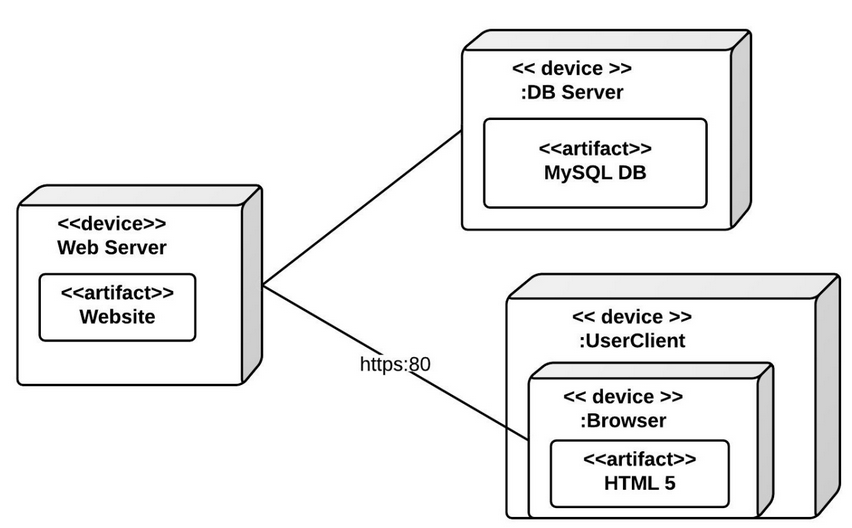 << device >>
:DB Server
<<artifact>>
MySQL DB
<<device>>
Web Server
<<artifact>>
Website
https:80
<< device >>
:UserClient
<< device >>
:Browser
<<artifact>>
HTML 5